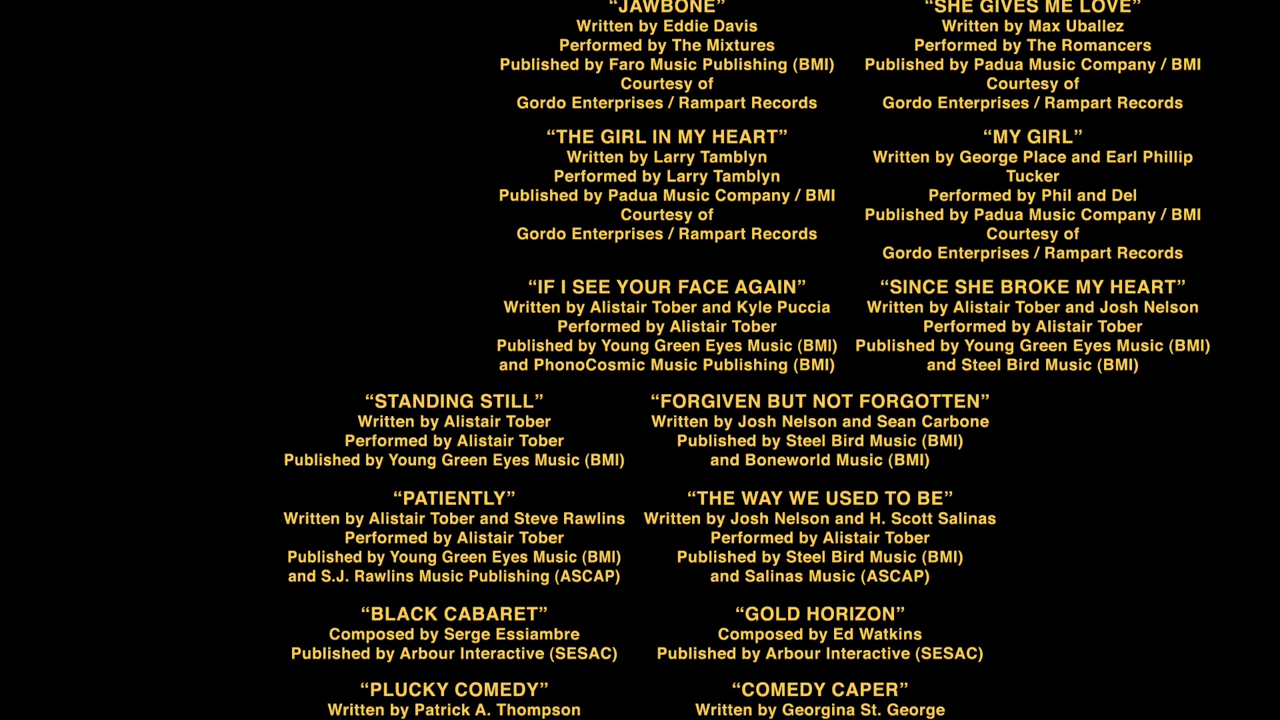 “JAWBONE”
Written by Eddie Davis
Performed by The Mixtures
Published by Faro Music Publishing (BMI)
Courtesy of
Gordo Enterprises / Rampart Records
“SHE GIVES ME LOVE”
Written by Max Uballez
Performed by The Romancers
Published by Padua Music Company / BMI
Courtesy of
Gordo Enterprises / Rampart Records
“THE GIRL IN MY HEART”
Written by Larry Tamblyn
Performed by Larry Tamblyn
Published by Padua Music Company / BMI
Courtesy of
Gordo Enterprises / Rampart Records
“MY GIRL”
Written by George Place and Earl Phillip
Tucker
Performed by Phil and Del
Published by Padua Music Company / BMI
Courtesy of
Gordo Enterprises / Rampart Records
“IF I SEE YOUR FACE AGAIN”
Written by Alistair Tober and Kyle Puccia
Performed by Alistair Tober
Published by Young Green Eyes Music (BMI)
and PhonoCosmic Music Publishing (BMI)
“SINCE SHE BROKE MY HEART”
Written by Alistair Tober and Josh Nelson
Performed by Alistair Tober
Published by Young Green Eyes Music (BMI)
and Steel Bird Music (BMI)
“STANDING STILL”
Written by Alistair Tober
Performed by Alistair Tober
Published by Young Green Eyes Music (BMI)
“FORGIVEN BUT NOT FORGOTTEN”
Written by Josh Nelson and Sean Carbone
Published by Steel Bird Music (BMI)
and Boneworld Music (BMI)
“PATIENTLY”
Written by Alistair Tober and Steve Rawlins
Performed by Alistair Tober
Published by Young Green Eyes Music (BMI)
and S.J. Rawlins Music Publishing (ASCAP)
“THE WAY WE USED TO BE”
Written by Josh Nelson and H. Scott Salinas
Performed by Alistair Tober
Published by Steel Bird Music (BMI)
and Salinas Music (ASCAP)
“BLACK CABARET”
Composed by Serge Essiambre
Published by Arbour Interactive (SESAC)
“GOLD HORIZON”
Composed by Ed Watkins
Published by Arbour Interactive (SESAC)
“PLUCKY COMEDY”
Written by Patrick A. Thompson
“COMEDY CAPER”
Written by Georgina St. George